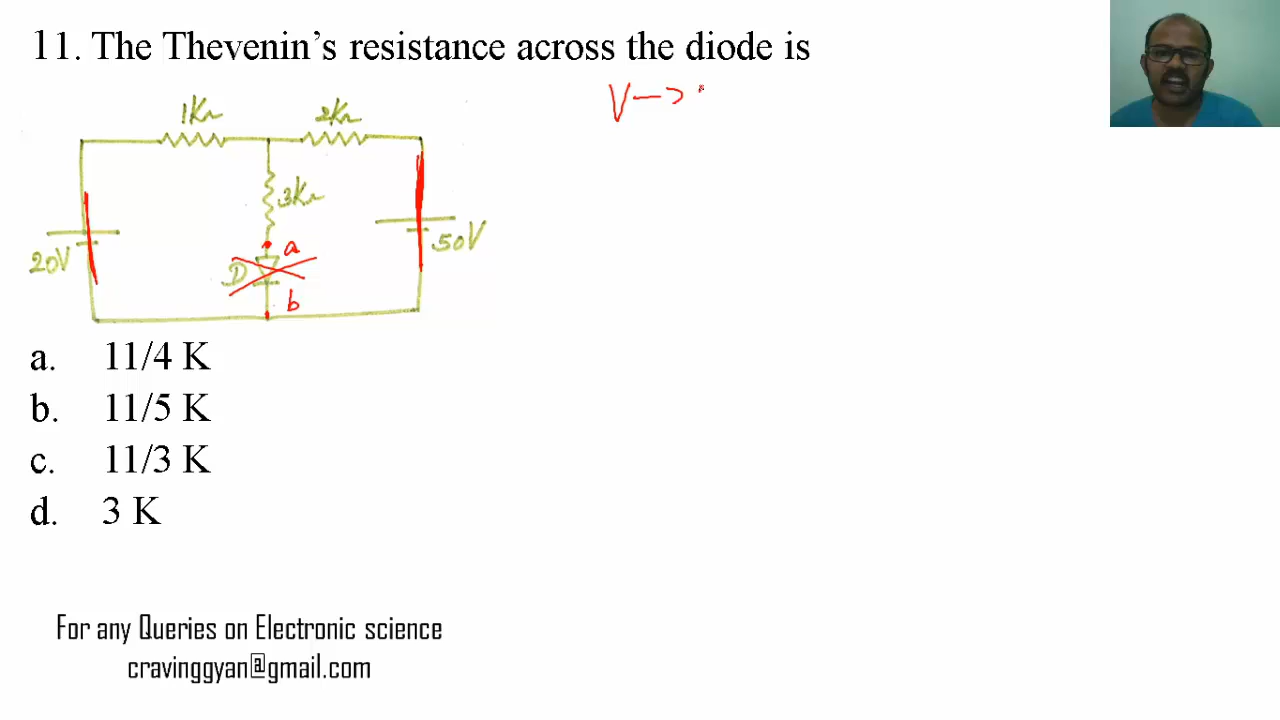 11. The Thevenin's resistance across the diode is
V→
1KΩ
2KΩ
3KΩ
a
20V
D
50V
b
a. 11/4 K
b. 11/5 K
c. 11/3 K
d. 3 K
For any Queries on Electronic science
cravinggyan@gmail.com